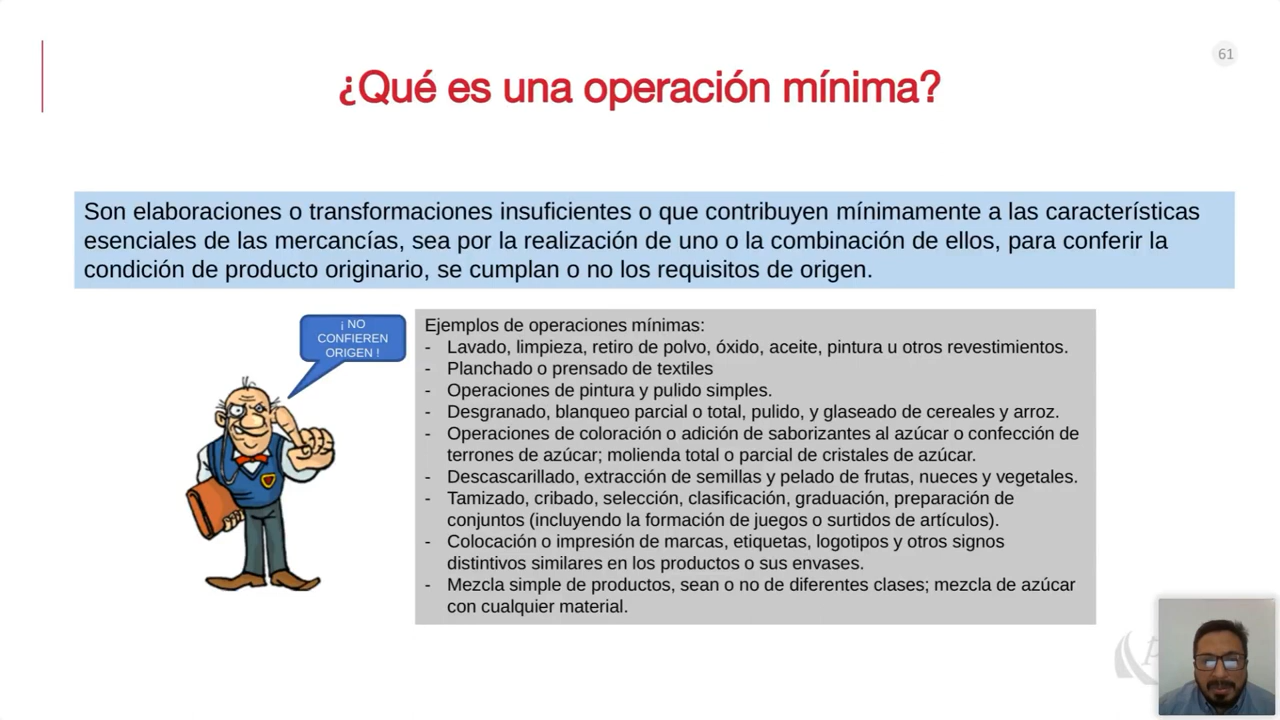 61
¿Qué es una operación mínima?
Son elaboraciones o transformaciones insuficientes o que contribuyen mínimamente a las características
esenciales de las mercancías, sea por la realización de uno o la combinación de ellos, para conferir la
condición de producto originario, se cumplan o no los requisitos de origen.
¡ NO
CONFIEREN
ORIGEN !
Ejemplos de operaciones mínimas:
- Lavado, limpieza, retiro de polvo, óxido, aceite, pintura u otros revestimientos.
- Planchado o prensado de textiles
- Operaciones de pintura y pulido simples.
- Desgranado, blanqueo parcial o total, pulido, y glaseado de cereales y arroz.
- Operaciones de coloración o adición de saborizantes al azúcar o confección de
terrones de azúcar; molienda total o parcial de cristales de azúcar.
- Descascarillado, extracción de semillas y pelado de frutas, nueces y vegetales.
- Tamizado, cribado, selección, clasificación, graduación, preparación de
conjuntos (incluyendo la formación de juegos o surtidos de artículos).
- Colocación o impresión de marcas, etiquetas, logotipos y otros signos
distintivos similares en los productos o sus envases.
- Mezcla simple de productos, sean o no de diferentes clases; mezcla de azúcar
con cualquier material.